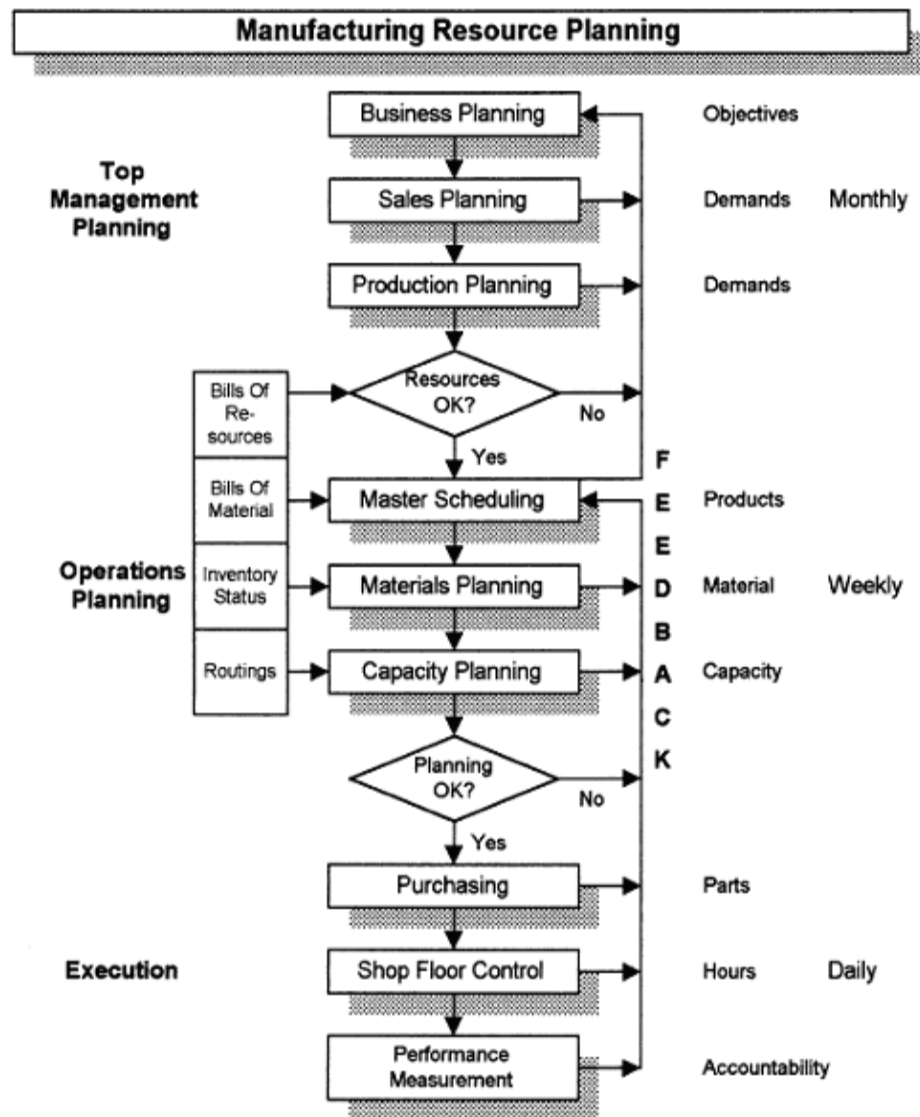 Manufacturing Resource Planning
Business Planning
Objectives
Top
Management
Planning
Sales Planning
Demands
Monthly
Production Planning
Demands
Bills Of
Re-
sources
Resources
OK?
No
Yes
Bills Of
Material
Master Scheduling
Products
Operations
Planning
Inventory
Status
Materials Planning
Material
Weekly
Routings
Capacity Planning
Capacity
F
E
E
D
B
A
C
K
Planning
OK?
No
Yes
Purchasing
Parts
Execution
Shop Floor Control
Hours
Daily
Performance
Measurement
Accountability